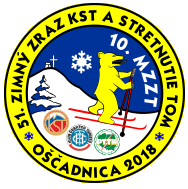 51. ZIMNÝ ZRAZ KST A STRETNUTIE TOM
10. MZZT
* OŠČADNICA 2018 *